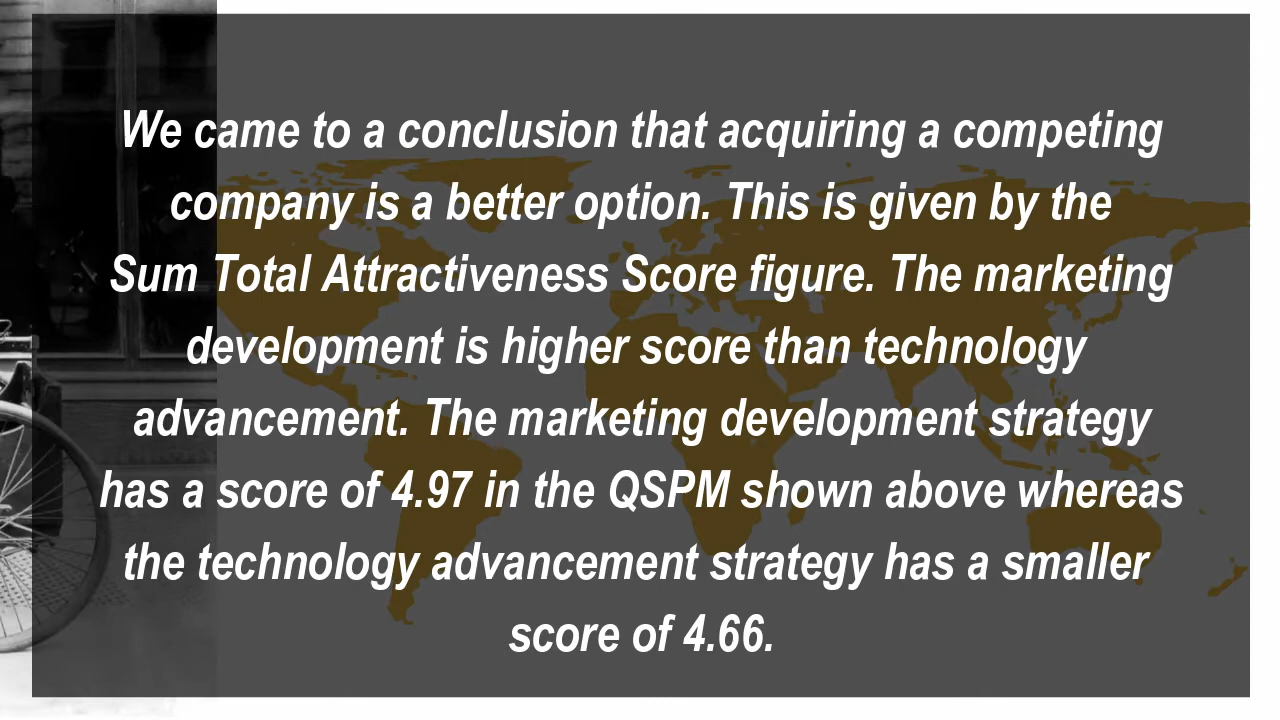 We came to a conclusion that acquiring a competing
company is a better option. This is given by the
Sum Total Attractiveness Score figure. The marketing
development is higher score than technology
advancement. The marketing development strategy
has a score of 4.97 in the QSPM shown above whereas
the technology advancement strategy has a smaller
score of 4.66.